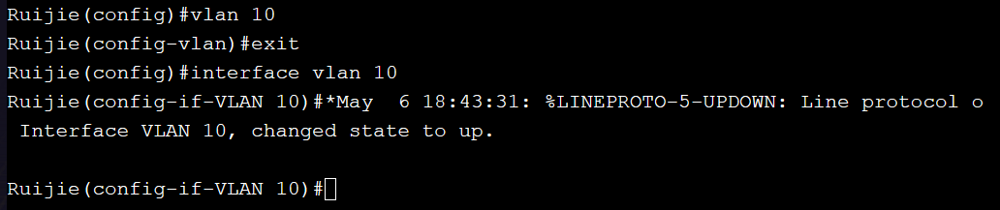 Ruijie(config)#vlan 10
Ruijie(config-vlan)#exit
Ruijie(config)#interface vlan 10
Ruijie(config-if-VLAN 10)#*May  6 18:43:31: %LINEPROTO-5-UPDOWN: Line protocol o
 Interface VLAN 10, changed state to up.
Ruijie(config-if-VLAN 10)#